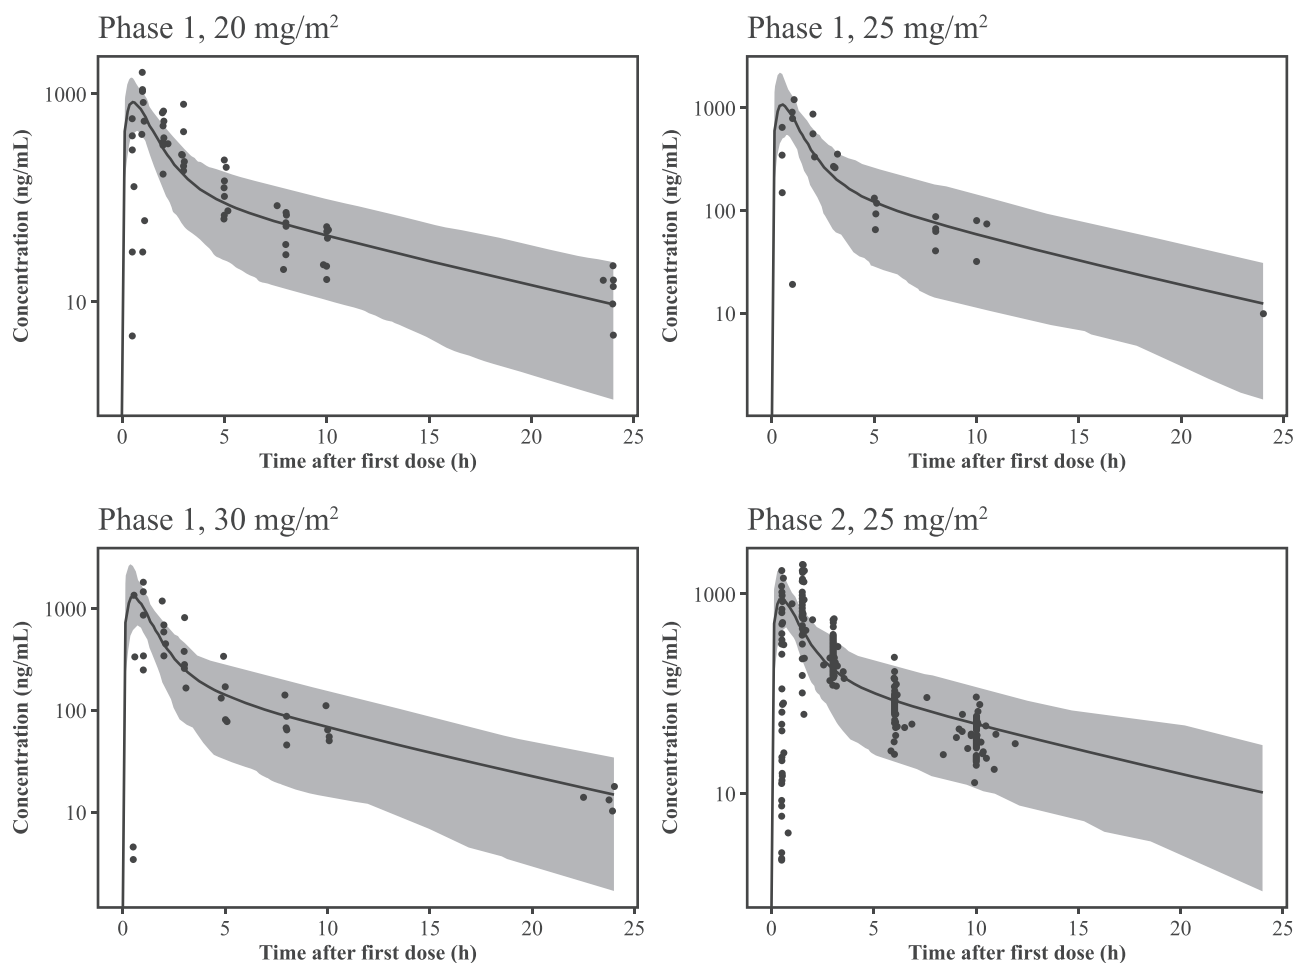 Phase 1, 20 mg/m²
Concentration (ng/mL)
1000
10
0 5 10 15 20 25
Time after first dose (h)
Phase 1, 25 mg/m²
Concentration (ng/mL)
1000
100
10
0 5 10 15 20 25
Time after first dose (h)
Phase 1, 30 mg/m²
Concentration (ng/mL)
1000
100
10
0 5 10 15 20 25
Time after first dose (h)
Phase 2, 25 mg/m²
Concentration (ng/mL)
1000
10
0 5 10 15 20 25
Time after first dose (h)